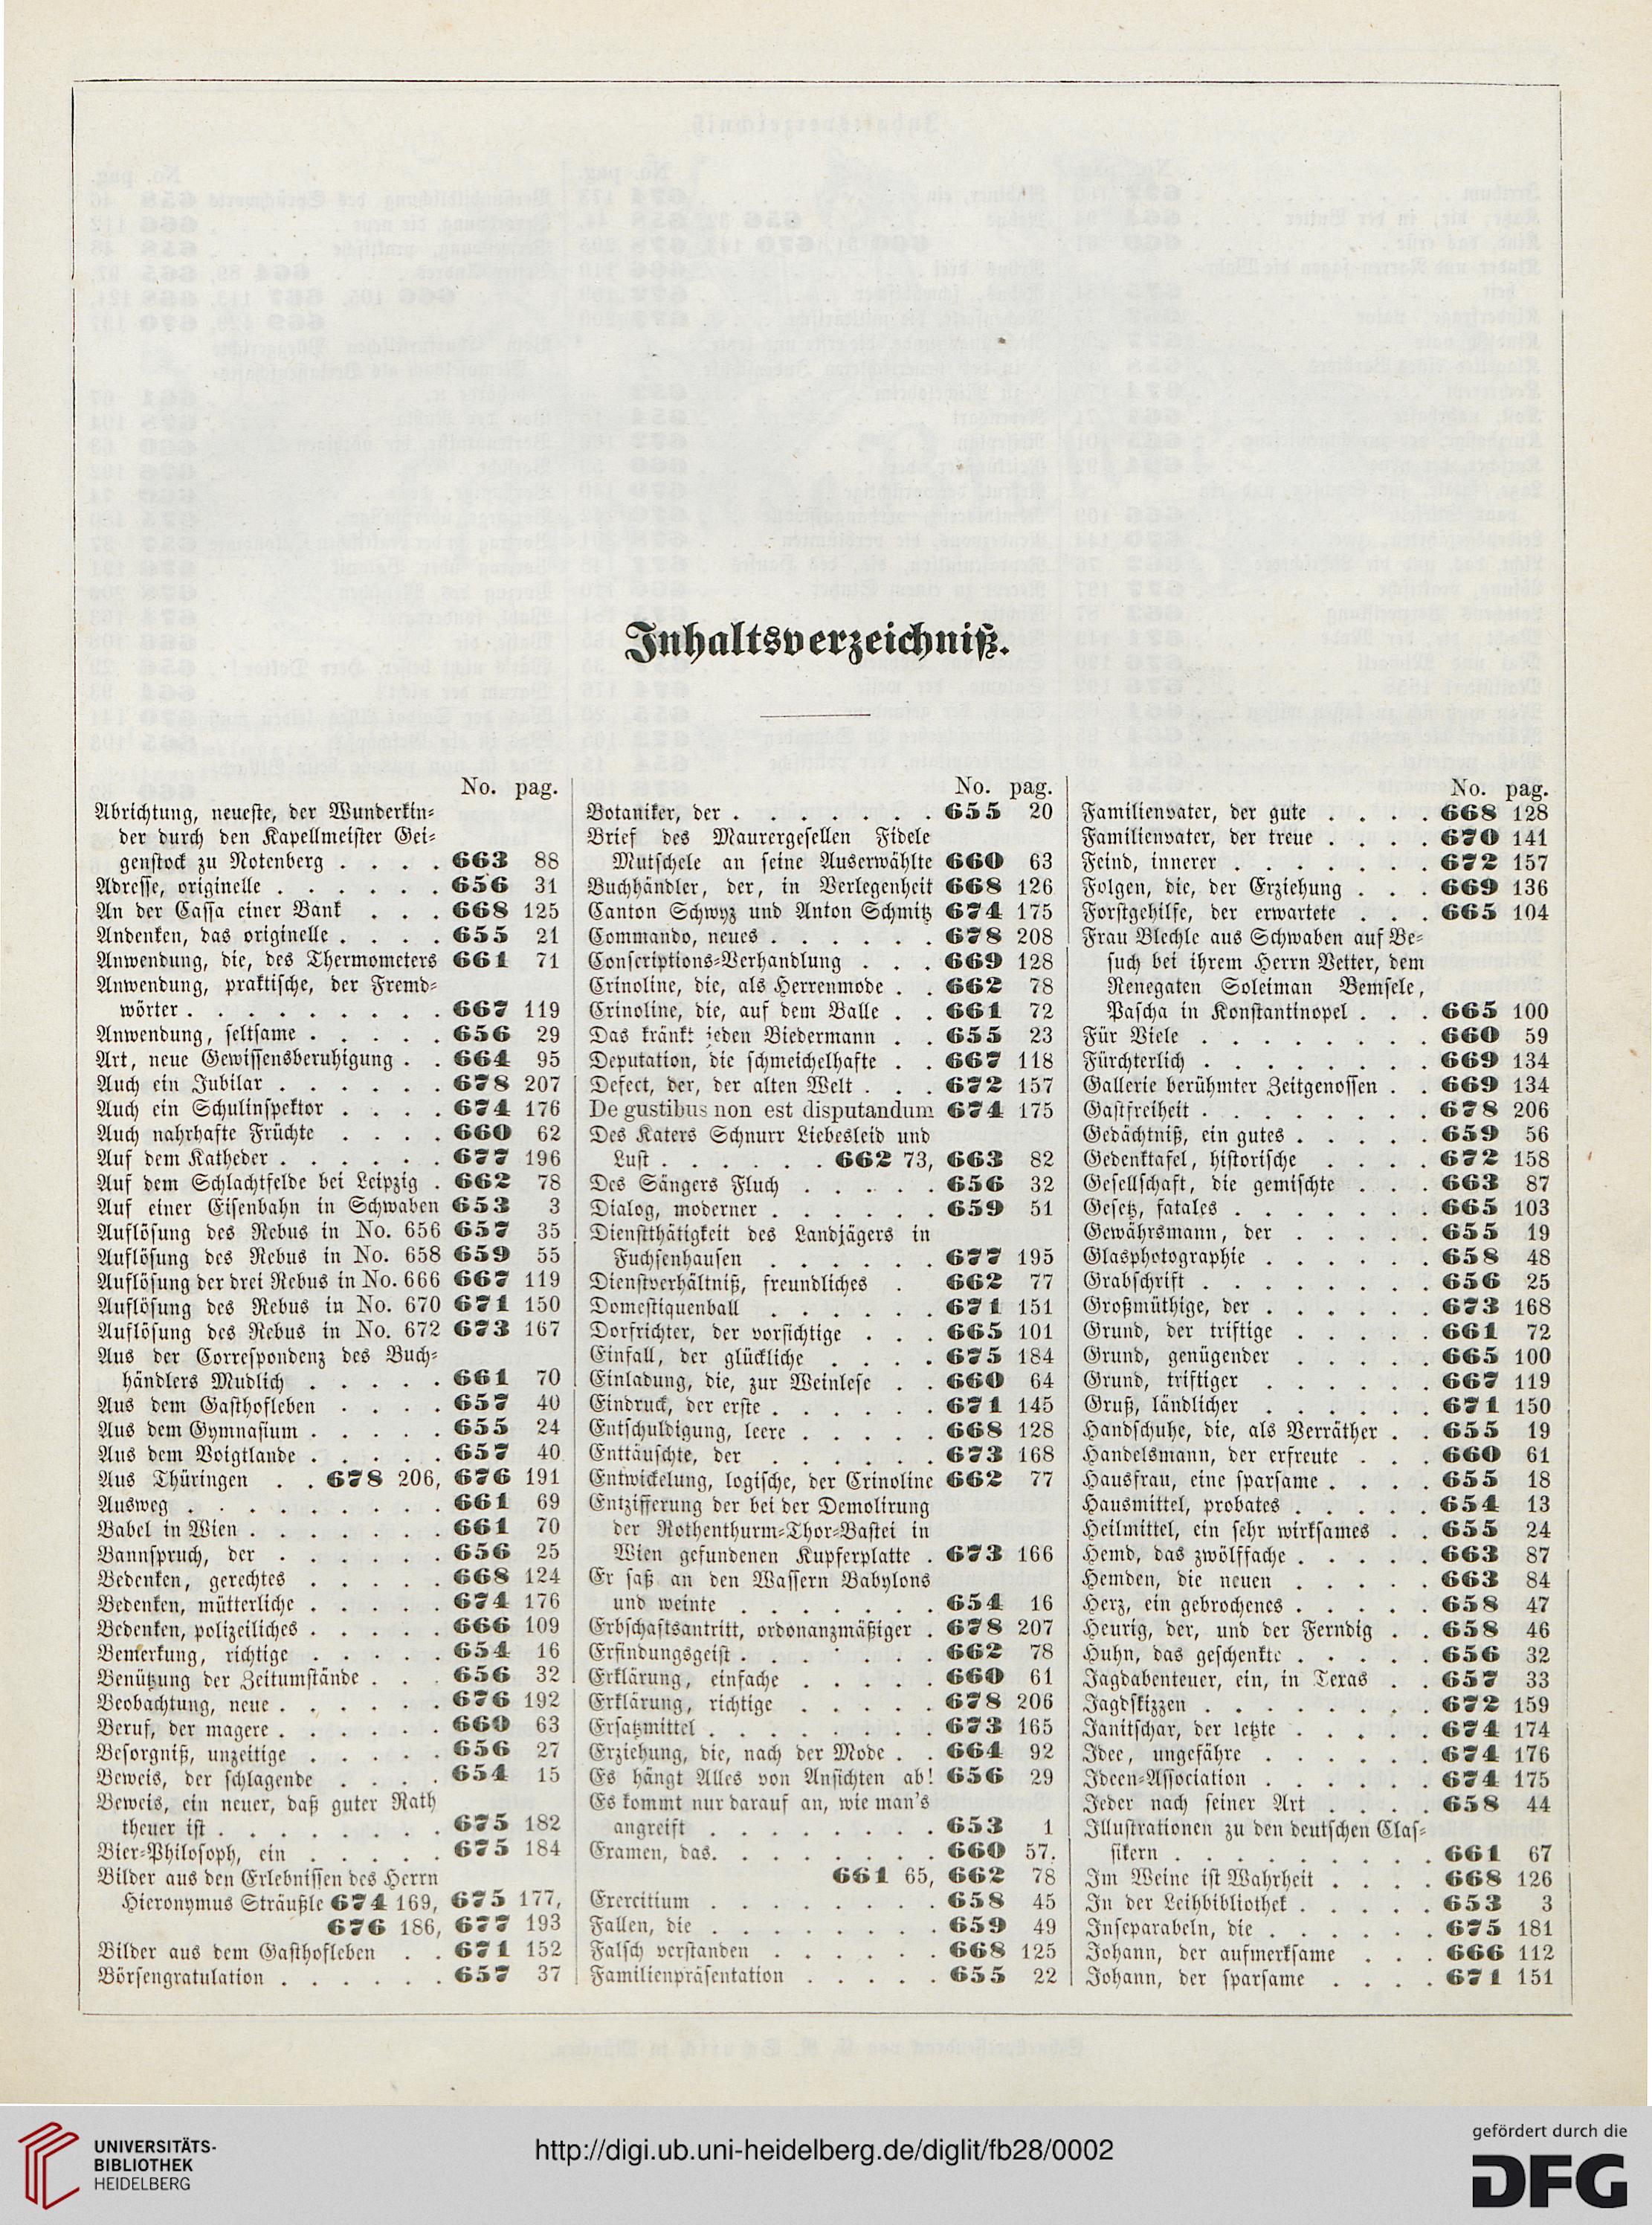 Inhaltsverzeichniß.
No. pag.
Abrichtung, neueste, der Wunderkin-
der durch den Kapellmeister Gei-
genstock zu Notenberg . . . . 663 88
Adresse, originelle . . . . . . 656 31
An der Cassa einer Bank . . . 668 125
Andenken, das originelle . . . . 655 21
Anwendung, die, des Thermometers 661 71
Anwendung, praktische, der Fremd-
wörter . . . . . . . . . 667 119
Anwendung, seltsame . . . . . 656 29
Art, neue Gewissensberuhigung . . 664 95
Auch ein Jubilar . . . . . . 678 207
Auch ein Schulinspektor . . . . 674 176
Auch nahrhafte Früchte . . . . 660 62
Auf dem Katheder . . . . . . 677 196
Auf dem Schlachtfelde bei Leipzig . 662 78
Auf einer Eisenbahn in Schwaben 653 3
Auflösung des Rebus in No. 656 657 35
Auflösung des Rebus in No. 658 659 55
Auflösung der drei Rebus in No. 666 667 119
Auflösung des Rebus in No. 670 671 150
Auflösung des Rebus in No. 672 673 167
Aus der Correspondenz des Buch-
händlers Mudlich . . . . . 661 70
Aus dem Gasthofleben . . . . 657 40
Aus dem Gymnasium . . . . . 655 24
Aus dem Voigtlande . . . . . 657 40
Aus Thüringen . . 678 206, 676 191
Ausweg . . . . . . . . . 661 69
Babel in Wien . . . . . . . 661 70
Bannspruch, der . . . . . . 656 25
Bedenken, gerechtes . . . . . 668 124
Bedenken, mütterliche . . . . . 674 176
Bedenken, polizeiliches . . . . . 666 109
Bemerkung, richtige . . . . . 654 16
Benützung der Zeitumstände . . . 656 32
Beobachtung, neue . . . . . . 676 192
Beruf, der magere . . . . . . 660 63
Besorgniß, unzeitige . . . . . 656 27
Beweis, der schlagende . . . . 654 15
Beweis, ein neuer, daß guter Rath
theuer ist . . . . . . . . 675 182
Bier-Philosoph, ein . . . . . 675 184
Bilder aus den Erlebnissen des Herrn
Hieronymus Sträußle 674 169, 675 177,
676 186, 677 193
Bilder aus dem Gasthofleben . . 671 152
Börsengratulation . . . . . . 657 37
No. pag.
Botaniker, der . . . . . . . 655 20
Brief des Maurergesellen Fidele
Mutschele an seine Auserwählte 660 63
Buchhändler, der, in Verlegenheit 668 126
Canton Schwyz und Anton Schmitz 674 175
Commando, neues . . . . . . 678 208
Conscriptions-Verhandlung . . . 669 128
Crinoline, die, als Herrenmode . . 662 78
Crinoline, die, auf dem Balle . . 661 72
Das kränkt jeden Biedermann . . 655 23
Deputation, die schmeichelhafte . . 667 118
Defect, der, der alten Welt . . . 672 157
De gustibus non est disputandum 674 175
Des Katers Schnurr Liebesleid und
Lust . . . . . . 662 73, 663 82
Des Sängers Fluch . . . . . 656 32
Dialog, moderner . . . . . . 659 51
Dienstthätigkeit des Landjägers in
Fuchsenhausen . . . . . . 677 195
Dienstverhältniß, freundliches . 662 77
Domestiquenball . . . . . . 671 151
Dorfrichter, der vorsichtige . . . 665 101
Einfall, der glückliche . . . . 675 184
Einladung, die, zur Weinlese . . 660 64
Eindruck, der erste . . . . . . 671 145
Entschuldigung, leere . . . . . 668 128
Enttäuschte, der . . . . . . 673 168
Entwickelung, logische, der Crinoline 662 77
Entzifferung der bei der Demolirung
der Rothenthurm-Thor-Bastei in
Wien gefundenen Kupferplatte . 673 166
Er saß an den Wassern Babylons
und weinte . . . . . . . 654 16
Erbschaftsantritt, ordonanzmäßiger . 678 207
Erfindungsgeist . . . . . . . 662 78
Erklärung, einfache . . . . . 660 61
Erklärung, richtige . . . . . 678 206
Ersatzmittel . . . . . . . . 673 165
Erziehung, die, nach der Mode . . 664 92
Es hängt Alles von Ansichten ab! 656 29
Es kommt nur darauf an, wie man's
angreift . . . . . . . . 653 1
Examen, das. . . . . . . . 660 57.
661 65, 662 78
Exercitium . . . . . . . . 658 45
Fallen, die . . . . . . . . 659 49
Falsch verstanden . . . . . . 668 125
Familienpräsentation . . . . . 655 22
No. pag.
Familienvater, der gute . . . . 668 128
Familienvater, der treue . . . . 670 141
Feind, innerer . . . . . . . 672 157
Folgen, die, der Erziehung . . . 669 136
Forstgehilfe, der erwartete . . . 665 104
Frau Blechle aus Schwaben auf Be-
such bei ihrem Herrn Vetter, dem
Renegaten Soleiman Bemsele,
Pascha in Konstantinopel . . . 665 100
Für Viele . . . . . . . . 660 59
Fürchterlich . . . . . . . . 669 134
Gallerie berühmter Zeitgenossen . . 669 134
Gastfreiheit . . . . . . . . 678 206
Gedächtniß, ein gutes . . . . . 659 56
Gedenktafel, historische . . . . 672 158
Gesellschaft, die gemischte . . . 663 87
Gesetz, fatales . . . . . . . 665 103
Gewährsmann, der . . . . . 655 19
Glasphotographie . . . . . . 658 48
Grabschrift . . . . . . . . 656 25
Großmüthige, der . . . . . . 673 168
Grund, der triftige . . . . . 661 72
Grund, genügender . . . . . 665 100
Grund, triftiger . . . . . . 667 119
Gruß, ländlicher . . . . . . 671 150
Handschuhe, die, als Verräther . . 655 19
Handelsmann, der erfreute . . . 660 61
Hausfrau, eine sparsame . . . . 655 18
Hausmittel, probates . . . . . 654 13
Heilmittel, ein sehr wirksames . . 655 24
Hemd, das zwölffache . . . . . 663 87
Hemden, die neuen . . . . . 663 84
Herz, ein gebrochenes . . . . . 658 47
Heurig, der, und der Ferndig . . 658 46
Huhn, das geschenkte . . . . . 656 32
Jagdabenteuer, ein, in Texas . . 657 33
Jagdskizzen . . . . . . . . 672 159
Janitschar, der letzte . . . . . 674 174
Idee, ungefähre . . . . . . 674 176
Ideen-Association . . . . . . 674 175
Jeder nach seiner Art . . . . 658 44
Illustrationen zu den deutschen Clas-
sikern . . . . . . . . . 661 67
Im Weine ist Wahrheit . . . . 668 126
In der Leihbibliothek . . . . . 653 3
Inseparabeln, die . . . . . . 675 181
Johann, der aufmerksame . . . 666 112
Johann, der sparsame . . . . 671 151
UNIVERSITÄTS-
BIBLIOTHEK
HEIDELBERG
http://digi.ub.uni-heidelberg.de/diglit/fb28/0002
gefördert durch die
DFG